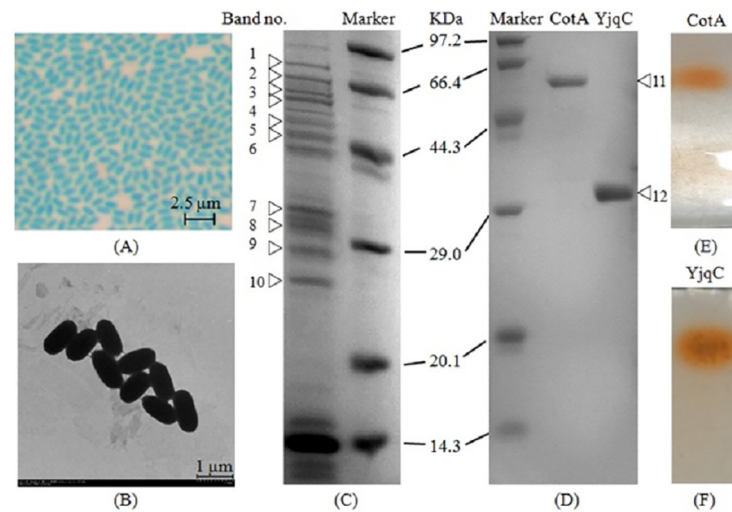 Band no.
Marker
KDa
Marker CotA YjqC
CotA
1
2
3
4
5
6
7
8
9
10
97.2
66.4
44.3
29.0
20.1
14.3
11
12
2.5 µm
(A)
1 µm
(B)
(C)
(D)
(E)
YjqC
(F)